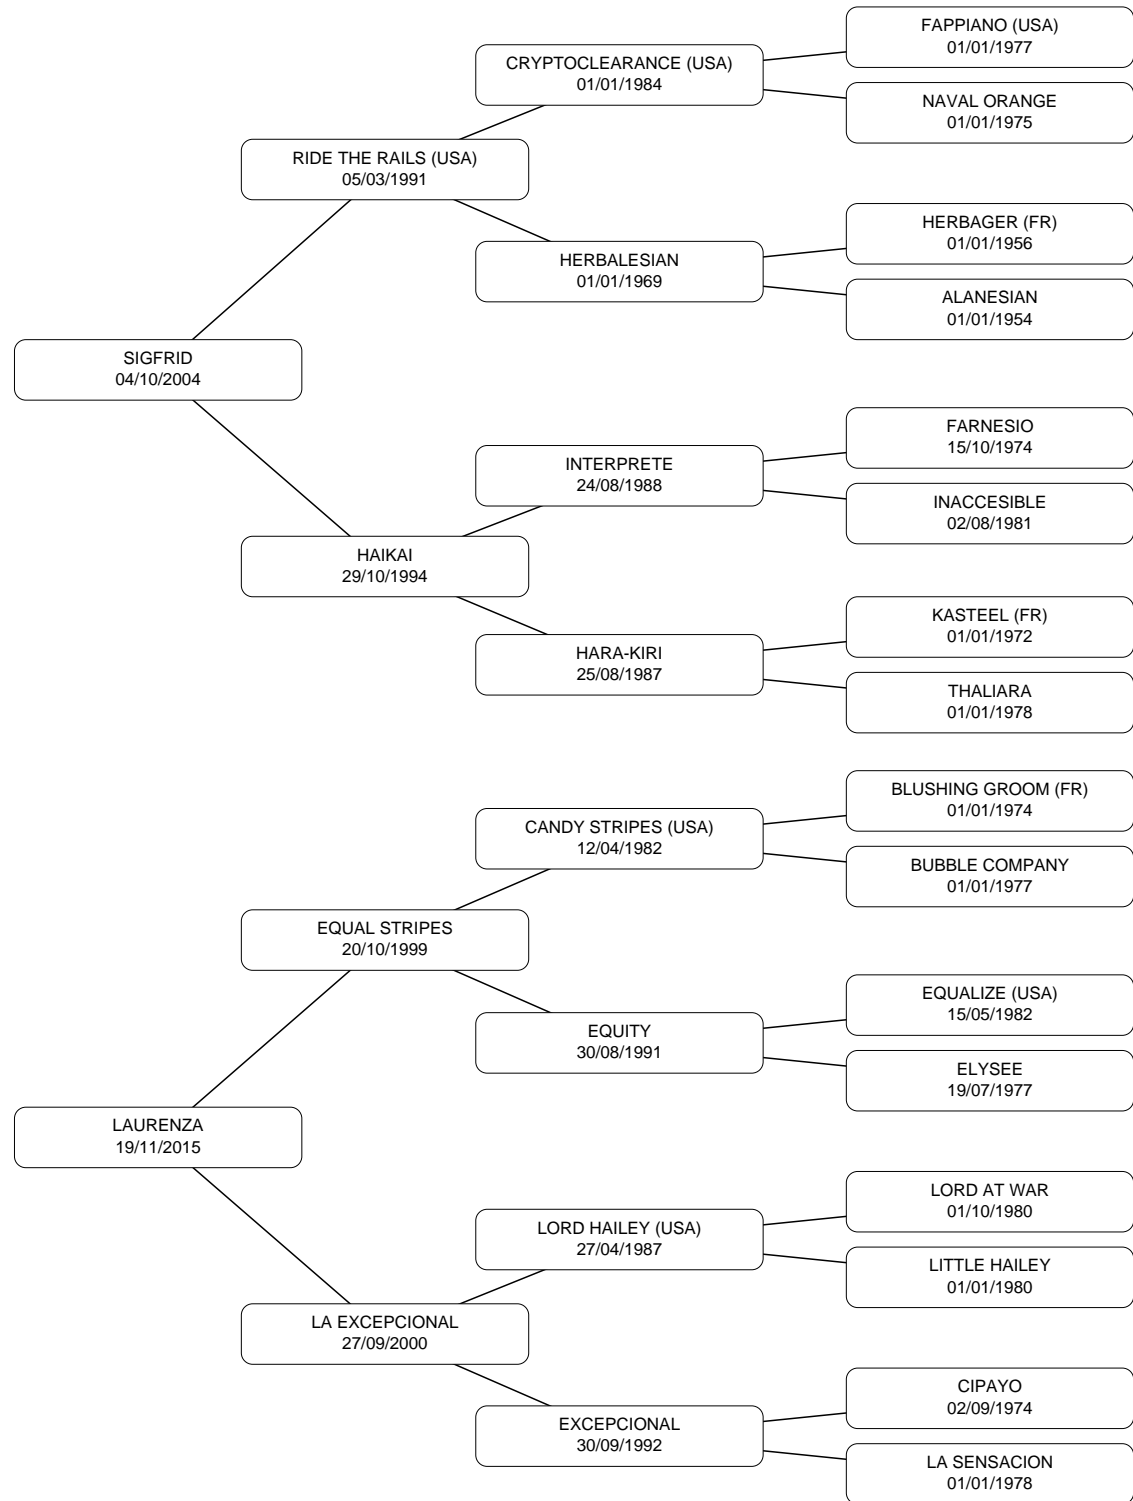 FAPPIANO (USA)
01/01/1977
CRYPTOCLEARANCE (USA)
01/01/1984
NAVAL ORANGE
01/01/1975
RIDE THE RAILS (USA)
05/03/1991
HERBAGER (FR)
01/01/1956
HERBALESIAN
01/01/1969
ALANESIAN
01/01/1954
SIGFRID
04/10/2004
FARNESIO
15/10/1974
INTERPRETE
24/08/1988
INACCESIBLE
02/08/1981
HAIKAI
29/10/1994
KASTEEL (FR)
01/01/1972
HARA-KIRI
25/08/1987
THALIARA
01/01/1978
BLUSHING GROOM (FR)
01/01/1974
CANDY STRIPES (USA)
12/04/1982
BUBBLE COMPANY
01/01/1977
EQUAL STRIPES
20/10/1999
EQUALIZE (USA)
15/05/1982
EQUITY
30/08/1991
ELYSEE
19/07/1977
LAURENZA
19/11/2015
LORD AT WAR
01/10/1980
LORD HAILEY (USA)
27/04/1987
LITTLE HAILEY
01/01/1980
LA EXCEPCIONAL
27/09/2000
CIPAYO
02/09/1974
EXCEPCIONAL
30/09/1992
LA SENSACION
01/01/1978